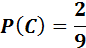 P(C) = 2/9